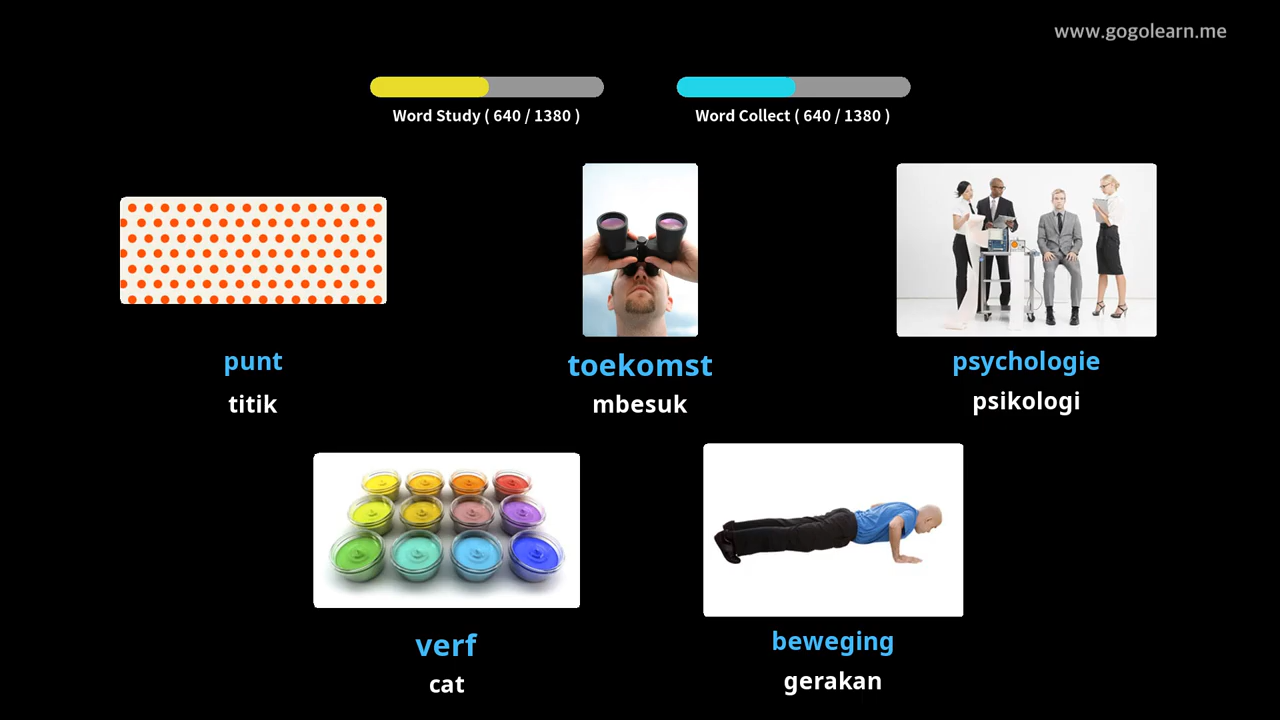 www.gogolearn.me
Word Study ( 640 / 1380 )
Word Collect ( 640 / 1380 )
punt
titik
toekomst
mbesuk
psychologie
psikologi
verf
cat
beweging
gerakan